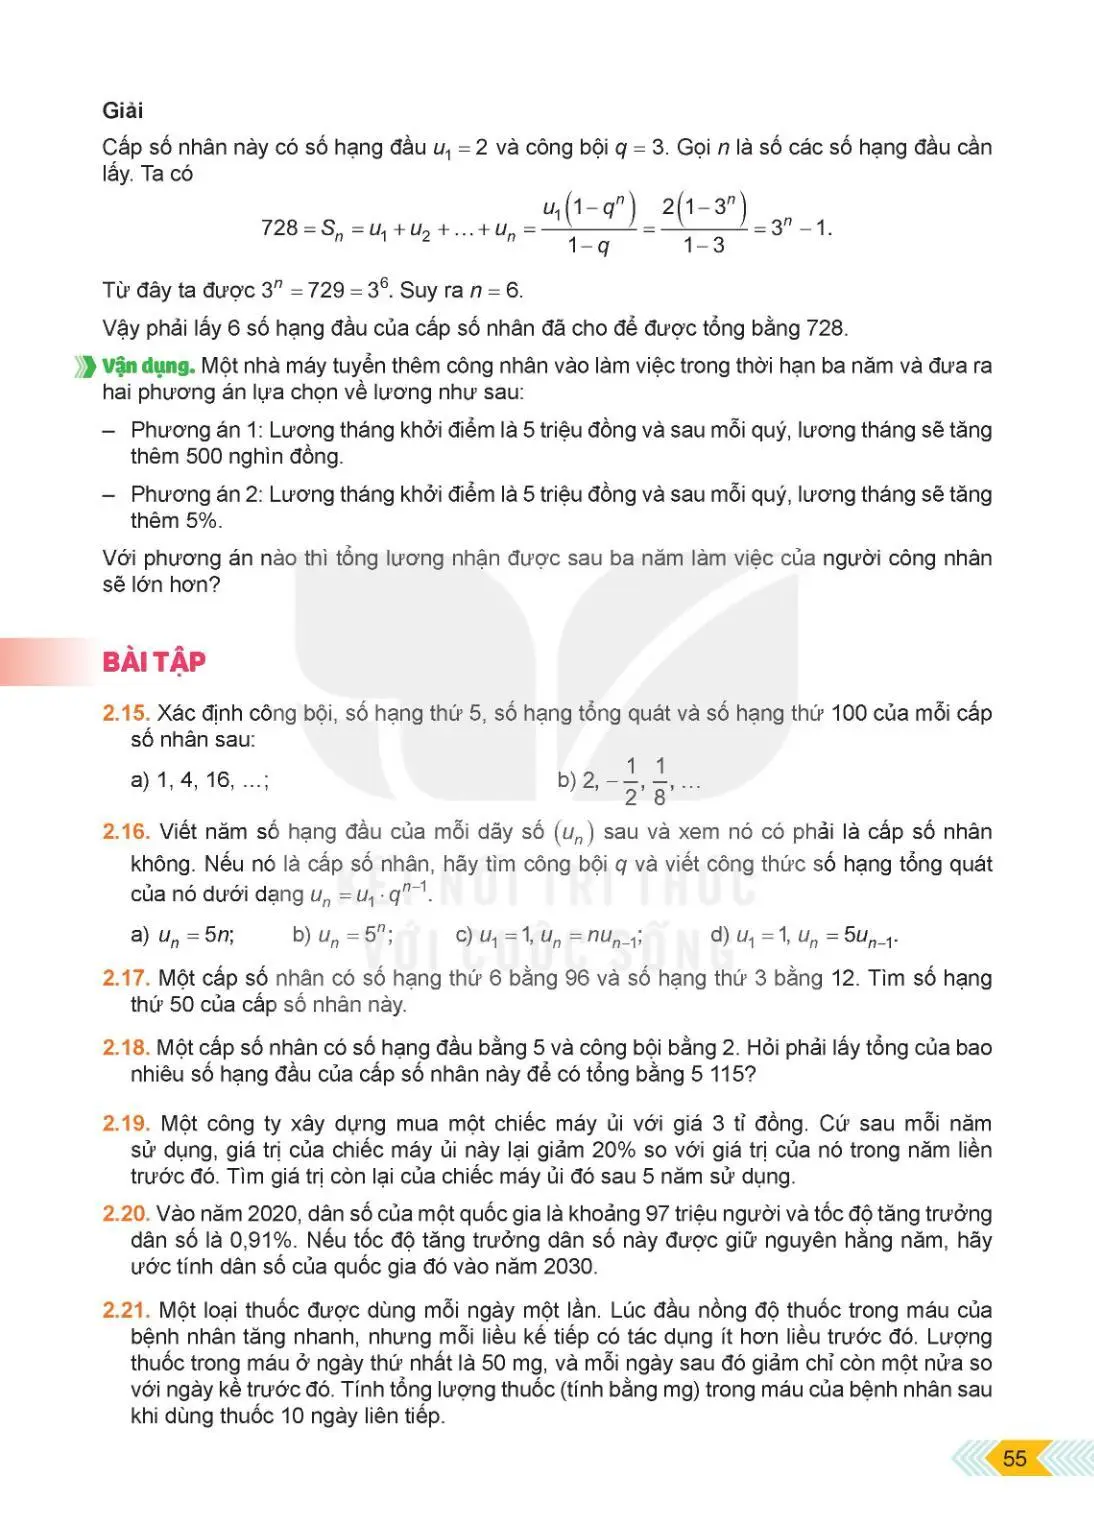 Giải
Cấp số nhân này có số hạng đầu u₁ = 2 và công bội q = 3. Gọi n là số các số hạng đầu cần
lấy. Ta có
728 = Sₙ = u₁ + u₂ + ... + uₙ = u₁(1 − qⁿ)/(1 − q) = 2(1 − 3ⁿ)/(1 − 3) = 3ⁿ − 1.
Từ đây ta được 3ⁿ = 729 = 3⁶. Suy ra n = 6.
Vậy phải lấy 6 số hạng đầu của cấp số nhân đã cho để được tổng bằng 728.
Vận dụng. Một nhà máy tuyển thêm công nhân vào làm việc trong thời hạn ba năm và đưa ra
hai phương án lựa chọn về lương như sau:
– Phương án 1: Lương tháng khởi điểm là 5 triệu đồng và sau mỗi quý, lương tháng sẽ tăng
thêm 500 nghìn đồng.
– Phương án 2: Lương tháng khởi điểm là 5 triệu đồng và sau mỗi quý, lương tháng sẽ tăng
thêm 5%.
Với phương án nào thì tổng lương nhận được sau ba năm làm việc của người công nhân
sẽ lớn hơn?
BÀI TẬP
2.15. Xác định công bội, số hạng thứ 5, số hạng tổng quát và số hạng thứ 100 của mỗi cấp
số nhân sau:
a) 1, 4, 16, ...; b) 2, −1/2, 1/8, ...
2.16. Viết năm số hạng đầu của mỗi dãy số (uₙ) sau và xem nó có phải là cấp số nhân
không. Nếu nó là cấp số nhân, hãy tìm công bội q và viết công thức số hạng tổng quát
của nó dưới dạng uₙ = u₁ · qⁿ⁻¹.
KẾT NỐI TRI THỨC
a) uₙ = 5n; b) uₙ = 5ⁿ; c) u₁ = 1, uₙ = nuₙ₋₁; d) u₁ = 1, uₙ = 5uₙ₋₁.
VỚI CUỘC SỐNG
2.17. Một cấp số nhân có số hạng thứ 6 bằng 96 và số hạng thứ 3 bằng 12. Tìm số hạng
thứ 50 của cấp số nhân này.
2.18. Một cấp số nhân có số hạng đầu bằng 5 và công bội bằng 2. Hỏi phải lấy tổng của bao
nhiêu số hạng đầu của cấp số nhân này để có tổng bằng 5 115?
2.19. Một công ty xây dựng mua một chiếc máy ủi với giá 3 tỉ đồng. Cứ sau mỗi năm
sử dụng, giá trị của chiếc máy ủi này lại giảm 20% so với giá trị của nó trong năm liền
trước đó. Tìm giá trị còn lại của chiếc máy ủi đó sau 5 năm sử dụng.
2.20. Vào năm 2020, dân số của một quốc gia là khoảng 97 triệu người và tốc độ tăng trưởng
dân số là 0,91%. Nếu tốc độ tăng trưởng dân số này được giữ nguyên hằng năm, hãy
ước tính dân số của quốc gia đó vào năm 2030.
2.21. Một loại thuốc được dùng mỗi ngày một lần. Lúc đầu nồng độ thuốc trong máu của
bệnh nhân tăng nhanh, nhưng mỗi liều kế tiếp có tác dụng ít hơn liều trước đó. Lượng
thuốc trong máu ở ngày thứ nhất là 50 mg, và mỗi ngày sau đó giảm chỉ còn một nửa so
với ngày kề trước đó. Tính tổng lượng thuốc (tính bằng mg) trong máu của bệnh nhân sau
khi dùng thuốc 10 ngày liên tiếp.
55